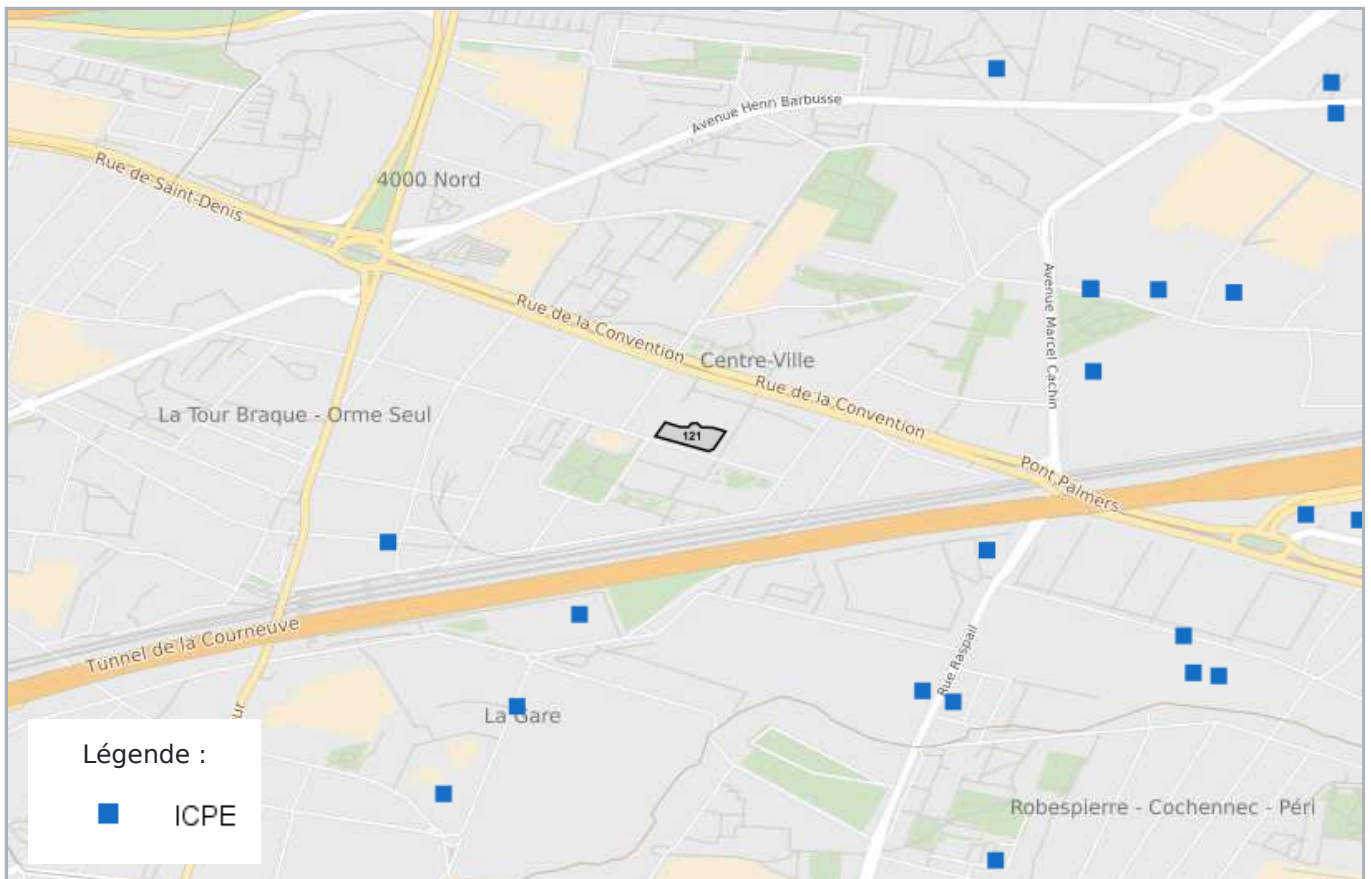 Avenue Henri Barbusse
Rue de Saint-Denis
4000 Nord
Avenue Marcel Cachin
Rue de la Convention
Centre-Ville
Rue de la Convention
La Tour Braque - Orme Seul
121
Pont Palmers
Tunnel de la Courneuve
Rue Raspail
ur
La Gare
Légende :
ICPE
Robespierre - Cochennec - Péri